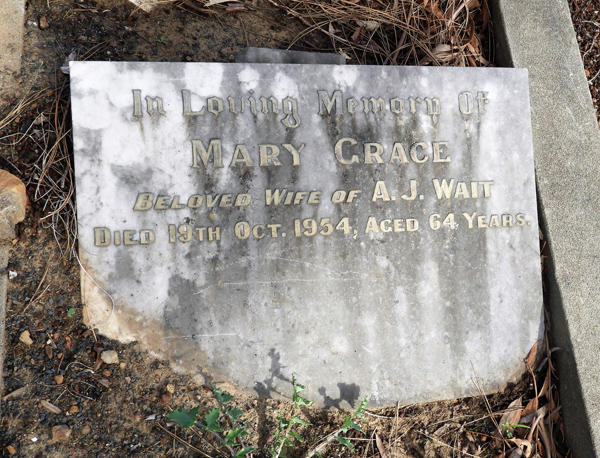 In Loving Memory Of
MARY GRACE
BELOVED WIFE OF A.J. WAIT
DIED 19TH OCT. 1954, AGED 64 YEARS.